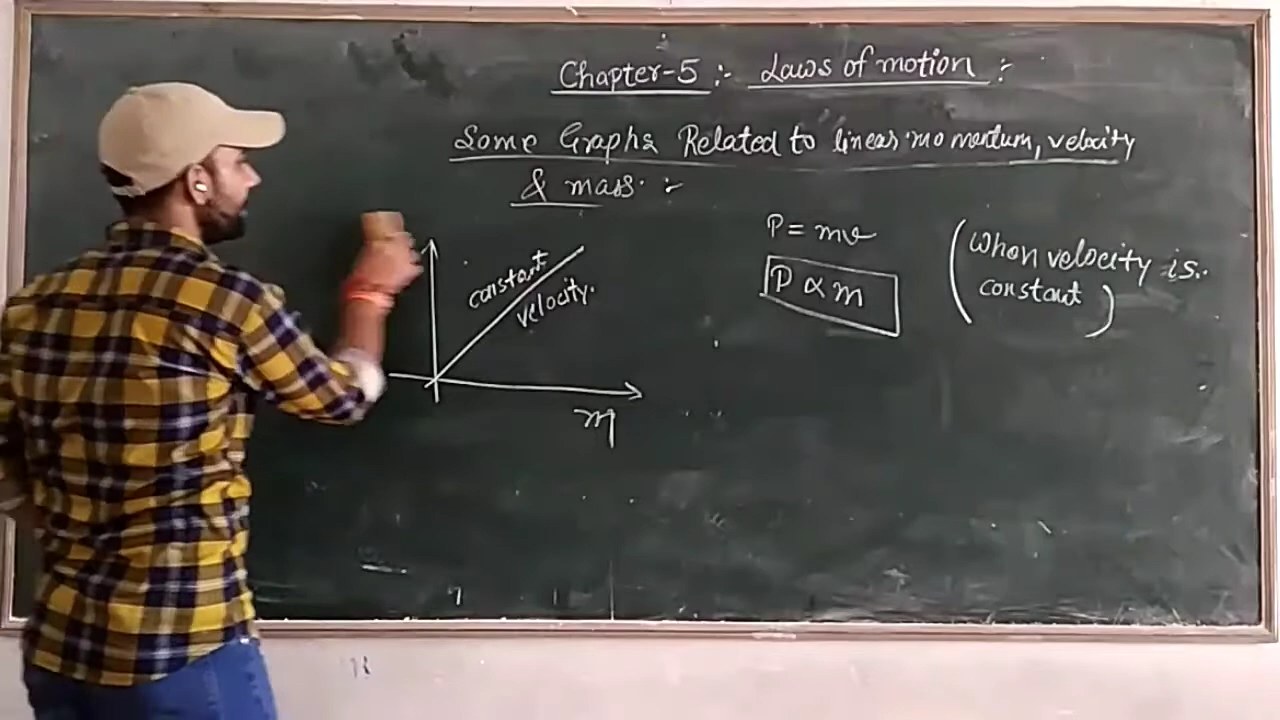 Chapter-5 :- Laws of motion :-
Some Graphs Related to linear momentum, velocity
& mass :-
P = mv
P ∝ m
(When velocity is
constant)
constant
velocity.
m